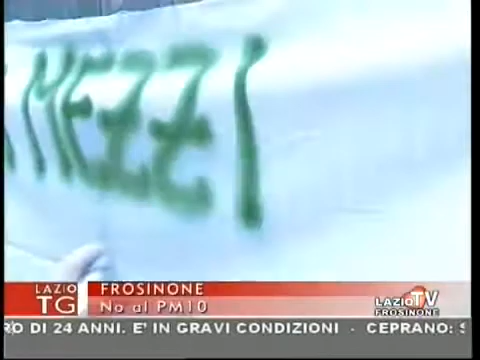 MEZZI
LAZIO
TG
FROSINONE
No al PM10
LAZIO TV
FROSINONE
RO DI 24 ANNI. E' IN GRAVI CONDIZIONI - CEPRANO: S